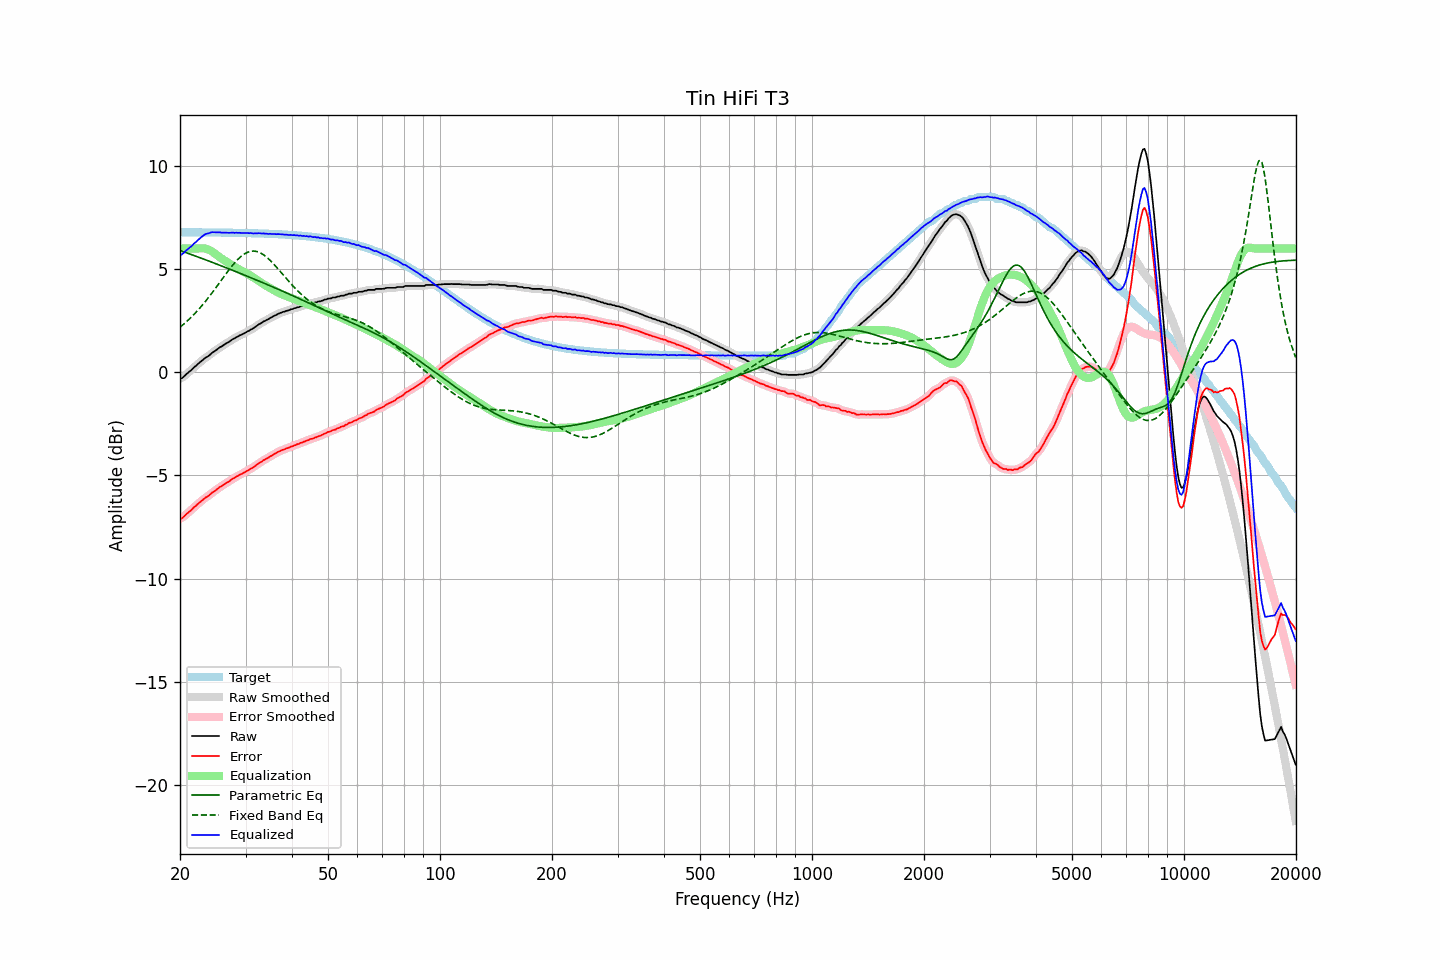 Tin HiFi T3
Amplitude (dBr)
10
5
0
−5
−10
−15
−20
Target
Raw Smoothed
Error Smoothed
Raw
Error
Equalization
Parametric Eq
Fixed Band Eq
Equalized
20 50 100 200 500 1000 2000 5000 10000 20000
Frequency (Hz)